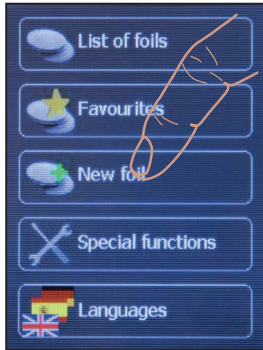 List of foils
Favourites
New foil
Special functions
Languages